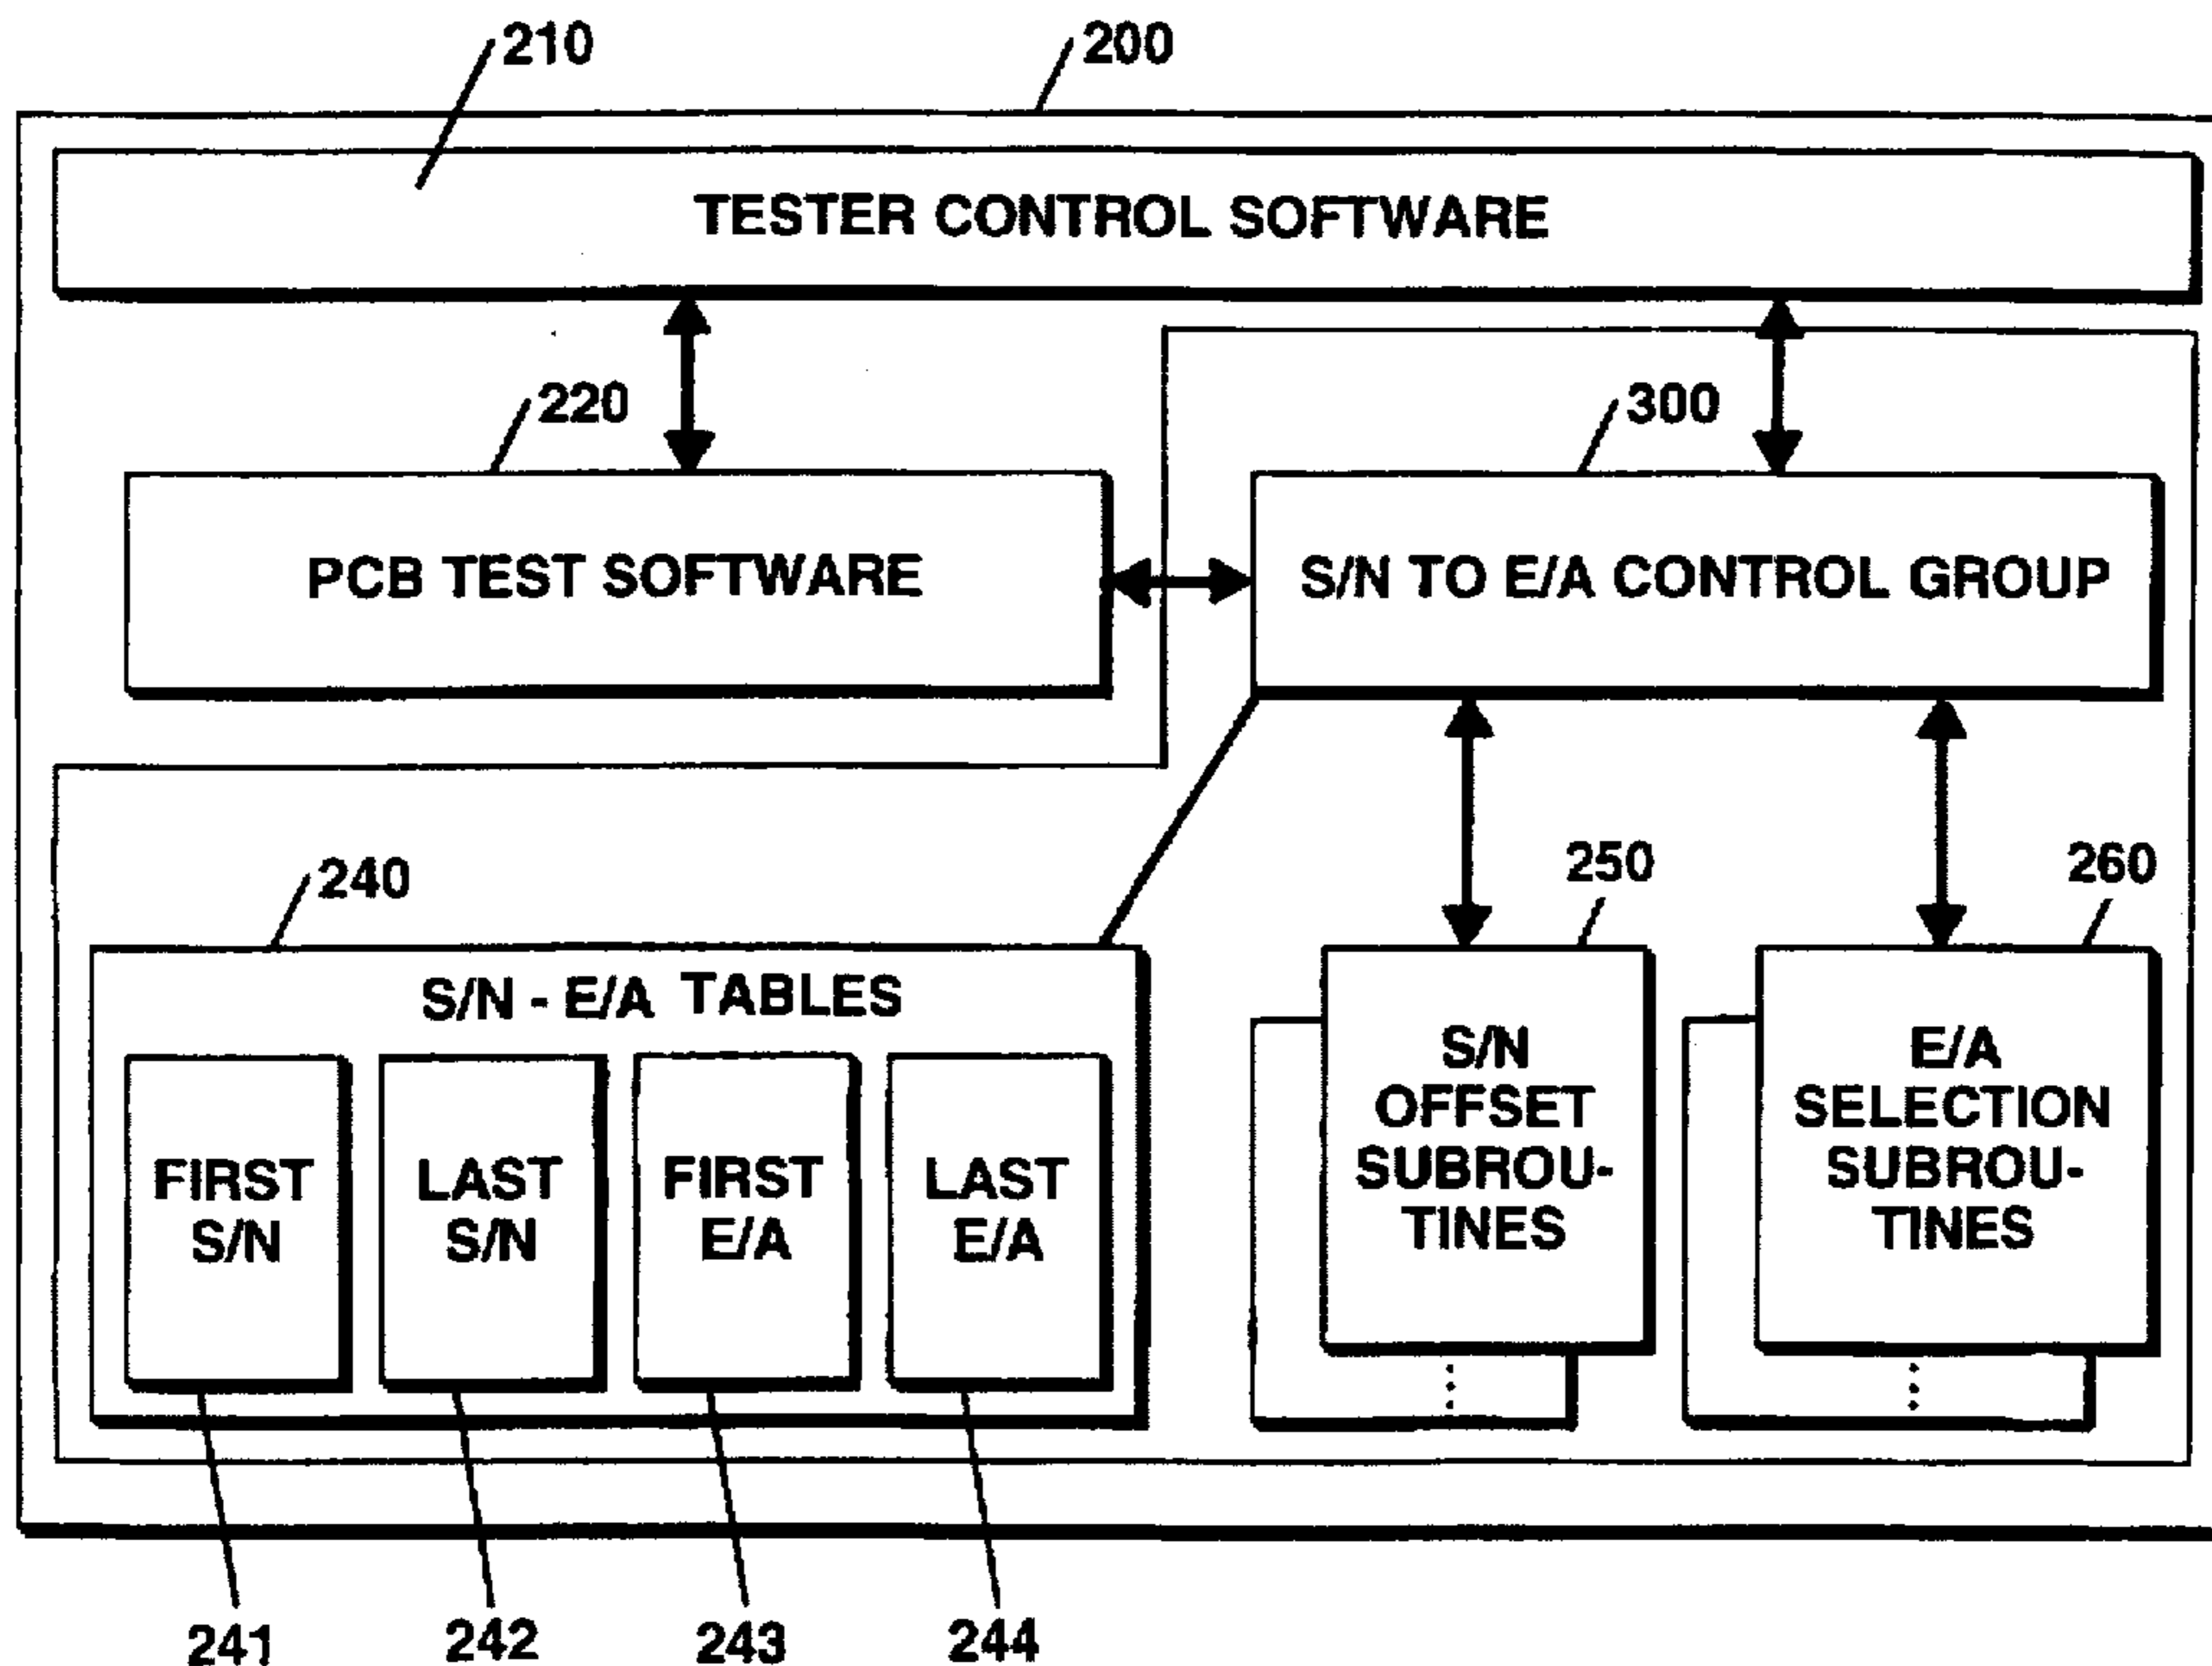 210
200
TESTER CONTROL SOFTWARE
220
300
PCB TEST SOFTWARE
S/N TO E/A CONTROL GROUP
240
250
260
S/N - E/A TABLES
FIRST
S/N
LAST
S/N
FIRST
E/A
LAST
E/A
S/N
OFFSET
SUBROU-
TINES
E/A
SELECTION
SUBROU-
TINES
241
242
243
244